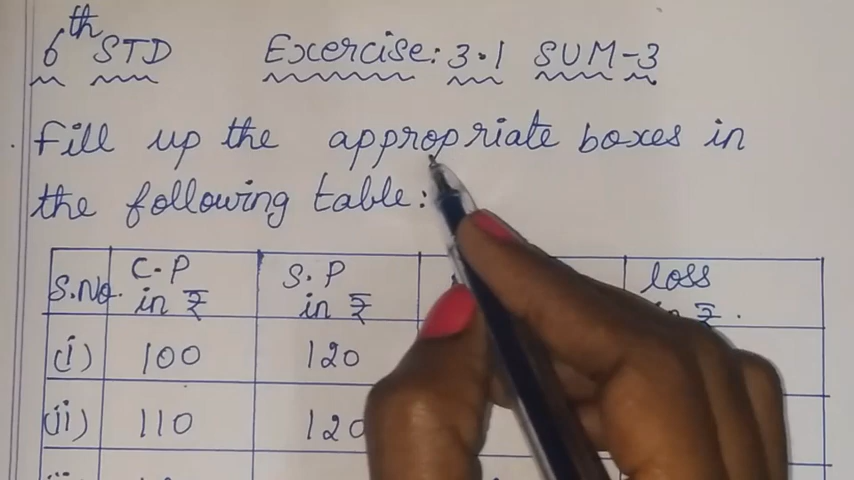 6th STD Excercise: 3.1 SUM-3
Fill up the appropriate boxes in
the following table:
S.No. C.P in ₹ S.P in ₹ loss in ₹.
(i) 100 120
(ii) 110 120